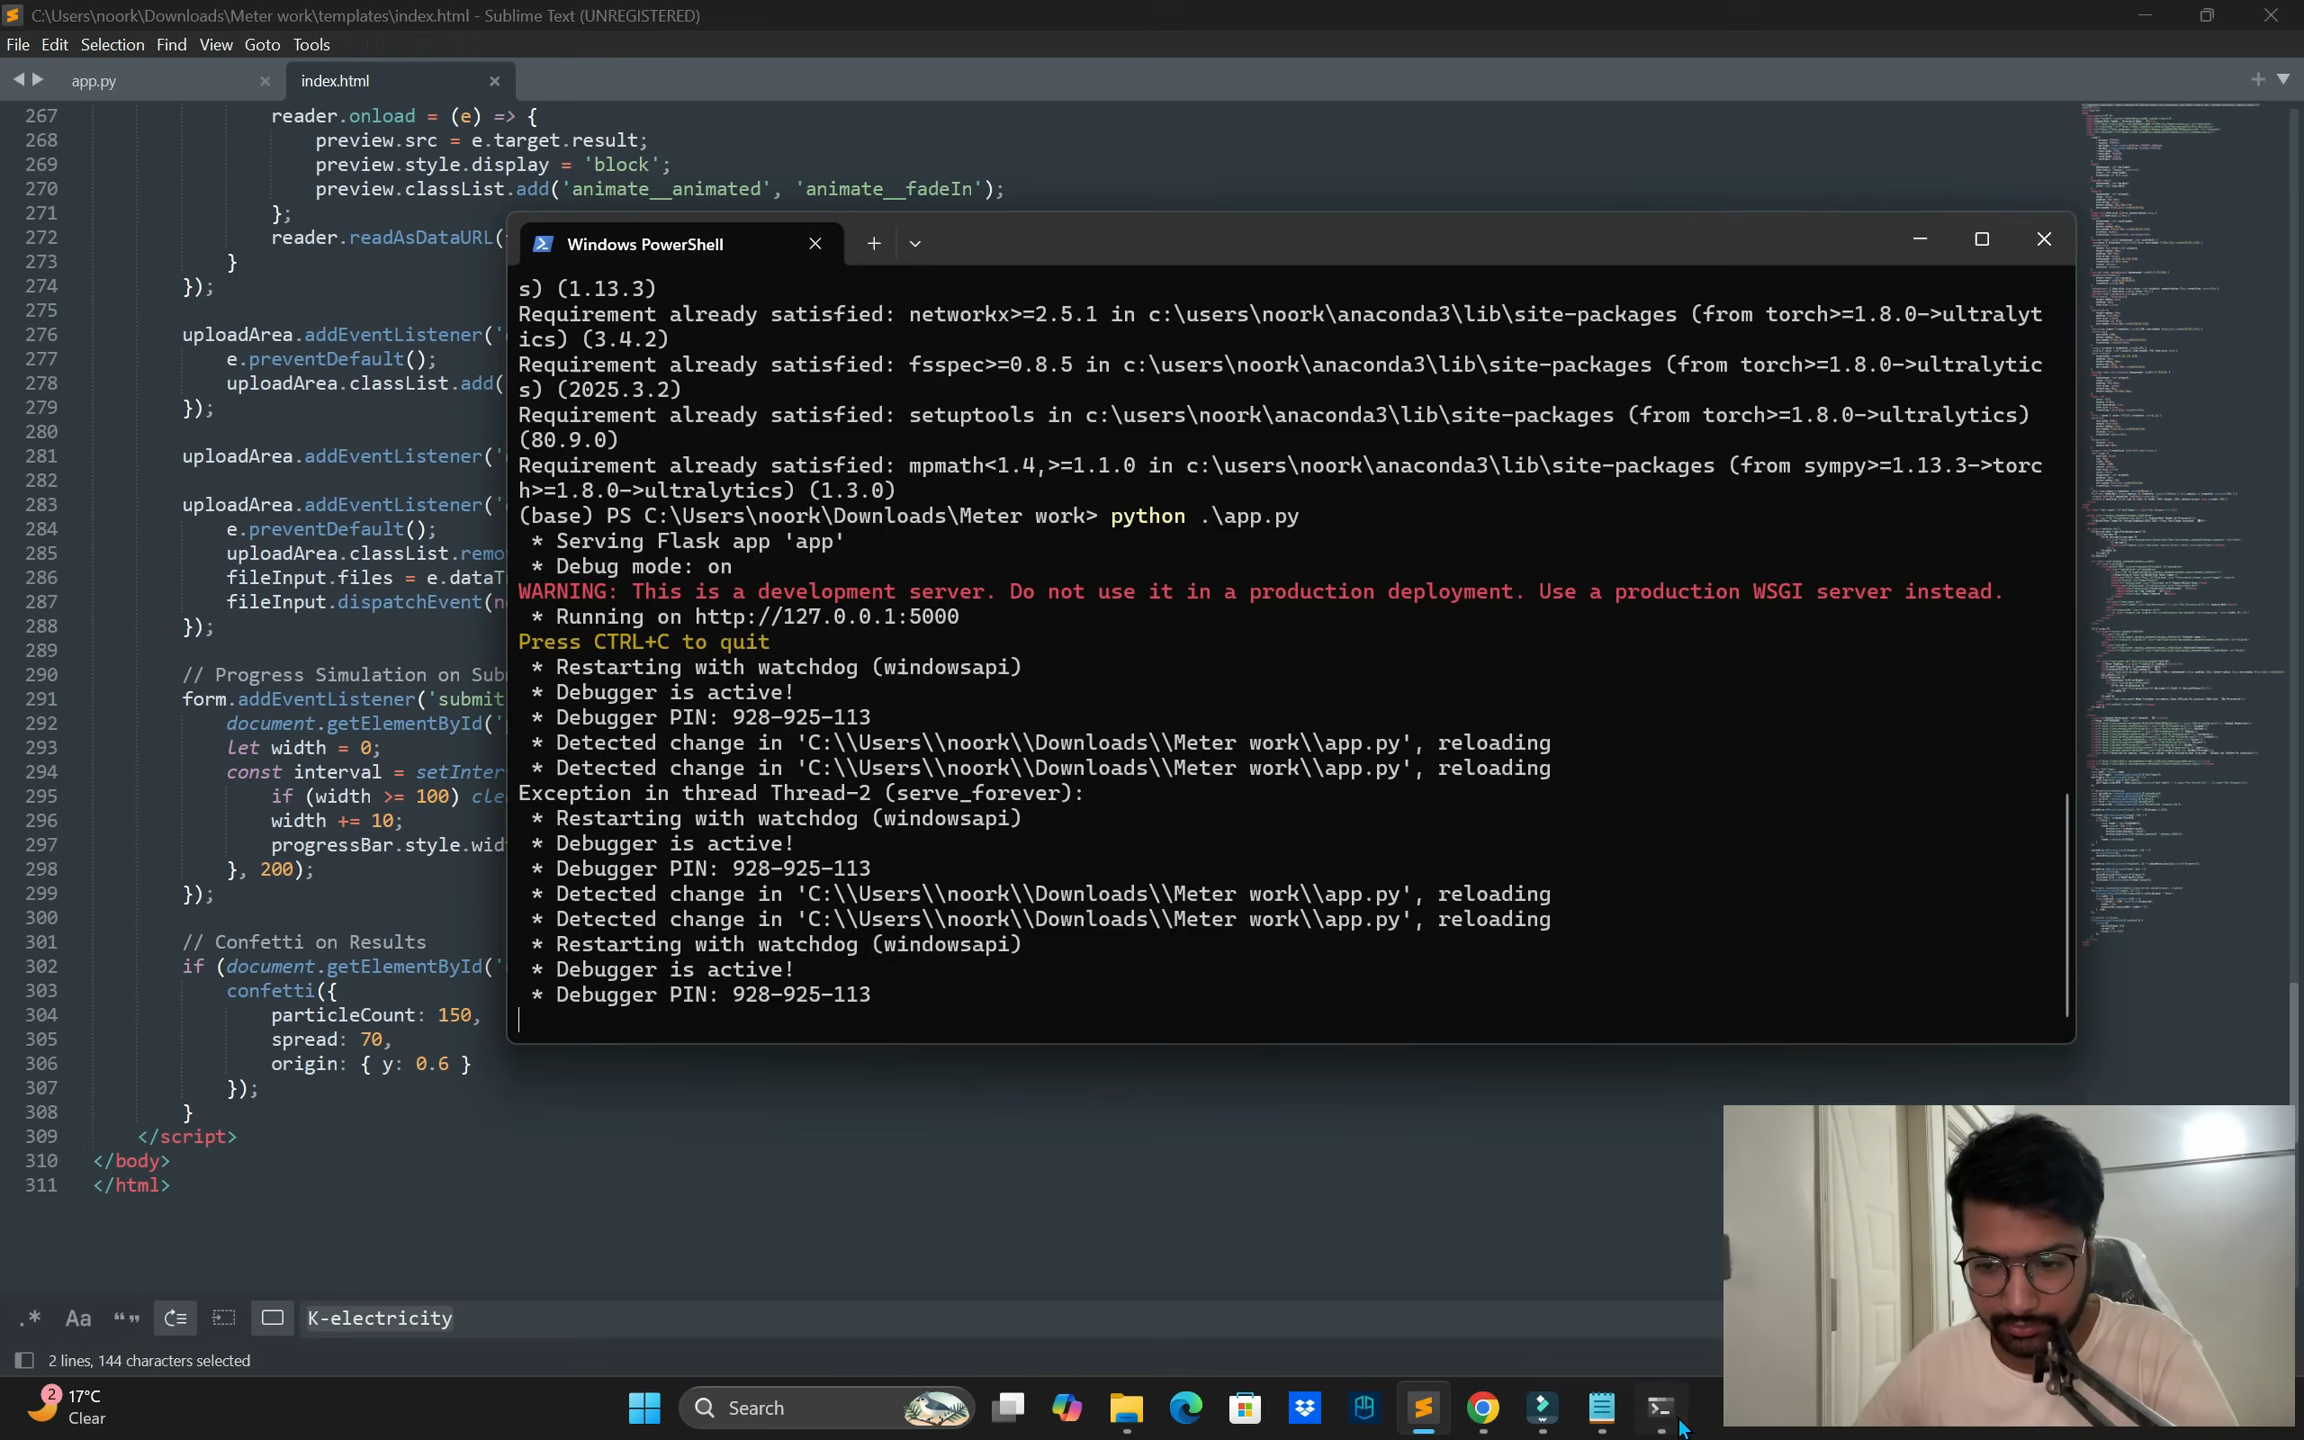 C:\Users\noork\Downloads\Meter work\templates\index.html - Sublime Text (UNREGISTERED)
File Edit Selection Find View Goto Tools
app.py
index.html
267 reader.onload = (e) => {
268 preview.src = e.target.result;
269 preview.style.display = 'block';
270 preview.classList.add('animate__animated', 'animate__fadeIn');
271 };
272 reader.readAsDataURL(
273 }
274 });
275
276 uploadArea.addEventListener('
277 e.preventDefault();
278 uploadArea.classList.add(
279 });
280
281 uploadArea.addEventListener('
282
283 uploadArea.addEventListener('
284 e.preventDefault();
285 uploadArea.classList.remo
286 fileInput.files = e.dataT
287 fileInput.dispatchEvent(n
288 });
289
290 // Progress Simulation on Sub
291 form.addEventListener('submit
292 document.getElementById('
293 let width = 0;
294 const interval = setInter
295 if (width >= 100) cle
296 width += 10;
297 progressBar.style.wid
298 }, 200);
299 });
300
301 // Confetti on Results
302 if (document.getElementById('
303 confetti({
304 particleCount: 150,
305 spread: 70,
306 origin: { y: 0.6 }
307 });
308 }
309 </script>
310 </body>
311 </html>
Windows PowerShell
s) (1.13.3)
Requirement already satisfied: networkx>=2.5.1 in c:\users\noork\anaconda3\lib\site-packages (from torch>=1.8.0->ultralyt
ics) (3.4.2)
Requirement already satisfied: fsspec>=0.8.5 in c:\users\noork\anaconda3\lib\site-packages (from torch>=1.8.0->ultralytic
s) (2025.3.2)
Requirement already satisfied: setuptools in c:\users\noork\anaconda3\lib\site-packages (from torch>=1.8.0->ultralytics)
(80.9.0)
Requirement already satisfied: mpmath<1.4,>=1.1.0 in c:\users\noork\anaconda3\lib\site-packages (from sympy>=1.13.3->torc
h>=1.8.0->ultralytics) (1.3.0)
(base) PS C:\Users\noork\Downloads\Meter work> python .\app.py
* Serving Flask app 'app'
* Debug mode: on
WARNING: This is a development server. Do not use it in a production deployment. Use a production WSGI server instead.
* Running on http://127.0.0.1:5000
Press CTRL+C to quit
* Restarting with watchdog (windowsapi)
* Debugger is active!
* Debugger PIN: 928-925-113
* Detected change in 'C:\\Users\\noork\\Downloads\\Meter work\\app.py', reloading
* Detected change in 'C:\\Users\\noork\\Downloads\\Meter work\\app.py', reloading
Exception in thread Thread-2 (serve_forever):
* Restarting with watchdog (windowsapi)
* Debugger is active!
* Debugger PIN: 928-925-113
* Detected change in 'C:\\Users\\noork\\Downloads\\Meter work\\app.py', reloading
* Detected change in 'C:\\Users\\noork\\Downloads\\Meter work\\app.py', reloading
* Restarting with watchdog (windowsapi)
* Debugger is active!
* Debugger PIN: 928-925-113
.* Aa “” K-electricity
2 lines, 144 characters selected
2
17°C
Clear
Search